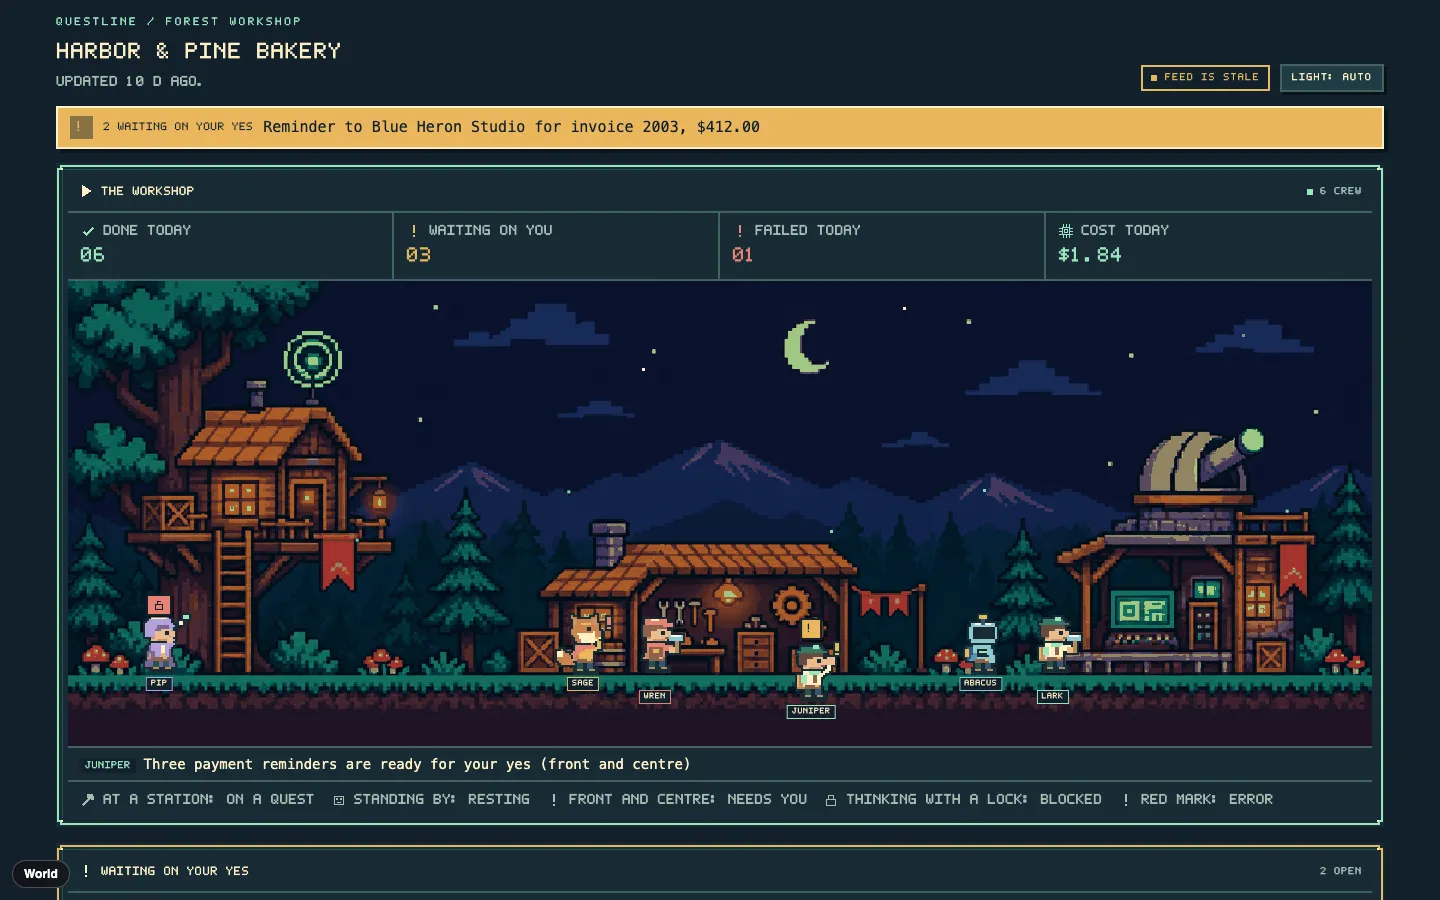 QUESTLINE / FOREST WORKSHOP
HARBOR & PINE BAKERY
UPDATED 10 D AGO.
FEED IS STALE
LIGHT: AUTO
! 2 WAITING ON YOUR YES Reminder to Blue Heron Studio for invoice 2003, $412.00
THE WORKSHOP
6 CREW
DONE TODAY
06
! WAITING ON YOU
03
! FAILED TODAY
01
COST TODAY
$1.84
!
PIP
SAGE
WREN
JUNIPER
ABACUS
LARK
JUNIPER Three payment reminders are ready for your yes (front and centre)
AT A STATION: ON A QUEST STANDING BY: RESTING ! FRONT AND CENTRE: NEEDS YOU THINKING WITH A LOCK: BLOCKED ! RED MARK: ERROR
World
! WAITING ON YOUR YES
2 OPEN